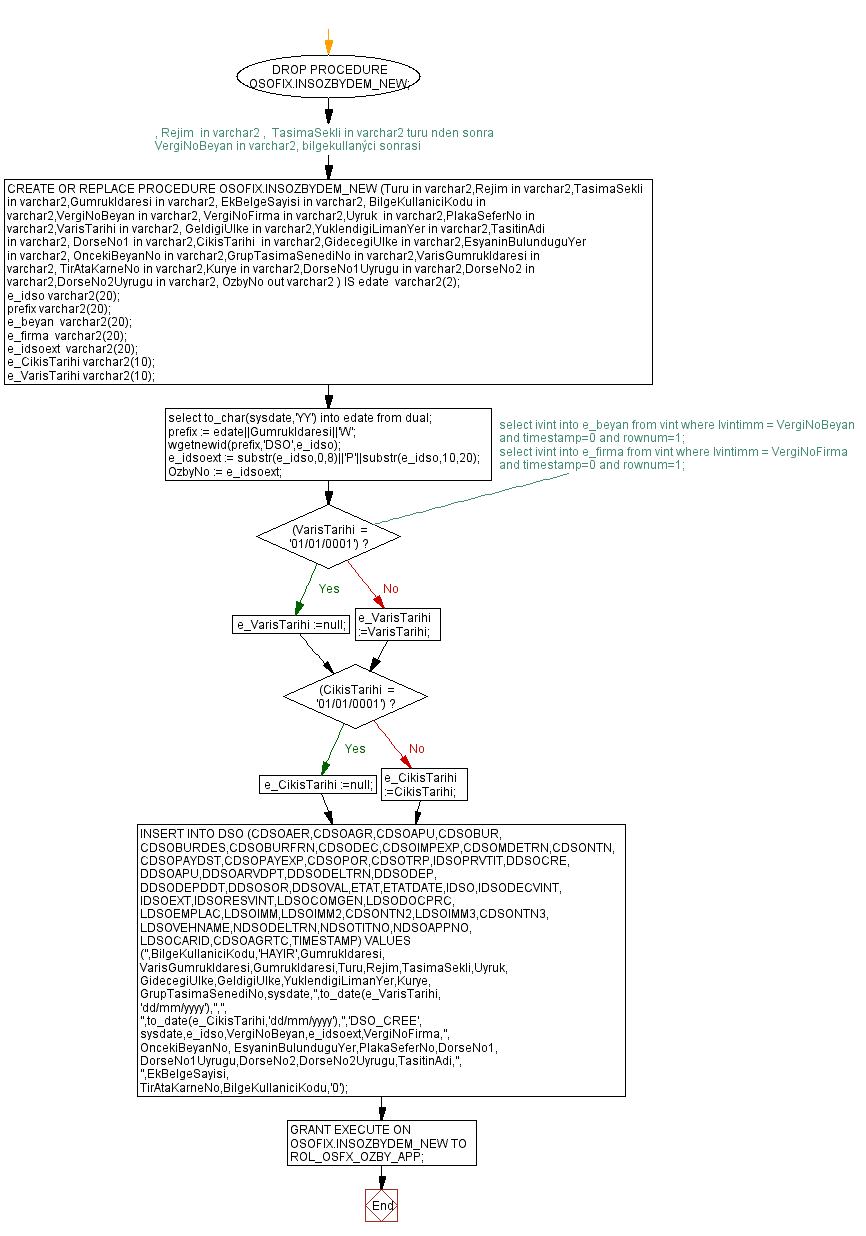 DROP PROCEDURE
OSOFIX.INSOZBYDEM_NEW;
, Rejim  in varchar2 ,  TasimaSekli in varchar2 turu nden sonra
VergiNoBeyan in varchar2, bilgekullanýci sonrasi
CREATE OR REPLACE PROCEDURE OSOFIX.INSOZBYDEM_NEW (Turu in varchar2,Rejim in varchar2,TasimaSekli
in varchar2,GumrukIdaresi in varchar2, EkBelgeSayisi in varchar2, BilgeKullaniciKodu in
varchar2,VergiNoBeyan in varchar2, VergiNoFirma in varchar2,Uyruk  in varchar2,PlakaSeferNo in
varchar2,VarisTarihi in varchar2, GeldigiUlke in varchar2,YuklendigiLimanYer in varchar2,TasitinAdi
in varchar2, DorseNo1 in varchar2,CikisTarihi  in varchar2,GidecegiUlke in varchar2,EsyaninBulunduguYer
in varchar2, OncekiBeyanNo in varchar2,GrupTasimaSenediNo in varchar2,VarisGumrukIdaresi in
varchar2, TirAtaKarneNo in varchar2,Kurye in varchar2,DorseNo1Uyrugu in varchar2,DorseNo2 in
varchar2,DorseNo2Uyrugu in varchar2, OzbyNo out varchar2 ) IS edate  varchar2(2);
e_idso varchar2(20);
prefix varchar2(20);
e_beyan  varchar2(20);
e_firma  varchar2(20);
e_idsoext  varchar2(20);
e_CikisTarihi varchar2(10);
e_VarisTarihi varchar2(10);
select to_char(sysdate,'YY') into edate from dual;
prefix := edate||GumrukIdaresi||'W';
wgetnewid(prefix,'DSO',e_idso);
e_idsoext := substr(e_idso,0,8)||'P'||substr(e_idso,10,20);
OzbyNo := e_idsoext;
select ivint into e_beyan from vint where lvintimm = VergiNoBeyan
and timestamp=0 and rownum=1;
select ivint into e_firma from vint where lvintimm = VergiNoFirma
and timestamp=0 and rownum=1;
(VarisTarihi  =
'01/01/0001') ?
Yes
No
e_VarisTarihi :=null;
e_VarisTarihi
:=VarisTarihi;
(CikisTarihi  =
'01/01/0001') ?
Yes
No
e_CikisTarihi :=null;
e_CikisTarihi
:=CikisTarihi;
INSERT INTO DSO (CDSOAER,CDSOAGR,CDSOAPU,CDSOBUR,
CDSOBURDES,CDSOBURFRN,CDSODEC,CDSOIMPEXP,CDSOMDETRN,CDSONTN,
CDSOPAYDST,CDSOPAYEXP,CDSOPOR,CDSOTRP,IDSOPRVTIT,DDSOCRE,
DDSOAPU,DDSOARVDPT,DDSODELTRN,DDSODEP,
DDSODEPDDT,DDSOSOR,DDSOVAL,ETAT,ETATDATE,IDSO,IDSODECVINT,
IDSOEXT,IDSORESVINT,LDSOCOMGEN,LDSODOCPRC,
LDSOEMPLAC,LDSOIMM,LDSOIMM2,CDSONTN2,LDSOIMM3,CDSONTN3,
LDSOVEHNAME,NDSODELTRN,NDSOTITNO,NDSOAPPNO,
LDSOCARID,CDSOAGRTC,TIMESTAMP) VALUES
('',BilgeKullaniciKodu,'HAYIR',GumrukIdaresi,
VarisGumrukIdaresi,GumrukIdaresi,Turu,Rejim,TasimaSekli,Uyruk,
GidecegiUlke,GeldigiUlke,YuklendigiLimanYer,Kurye,
GrupTasimaSenediNo,sysdate,'',to_date(e_VarisTarihi,
'dd/mm/yyyy'),'','',
'',to_date(e_CikisTarihi,'dd/mm/yyyy'),'','DSO_CREE',
sysdate,e_idso,VergiNoBeyan,e_idsoext,VergiNoFirma,'',
OncekiBeyanNo, EsyaninBulunduguYer,PlakaSeferNo,DorseNo1,
DorseNo1Uyrugu,DorseNo2,DorseNo2Uyrugu,TasitinAdi,'',
'',EkBelgeSayisi,
TirAtaKarneNo,BilgeKullaniciKodu,'0');
GRANT EXECUTE ON
OSOFIX.INSOZBYDEM_NEW TO
ROL_OSFX_OZBY_APP;
End